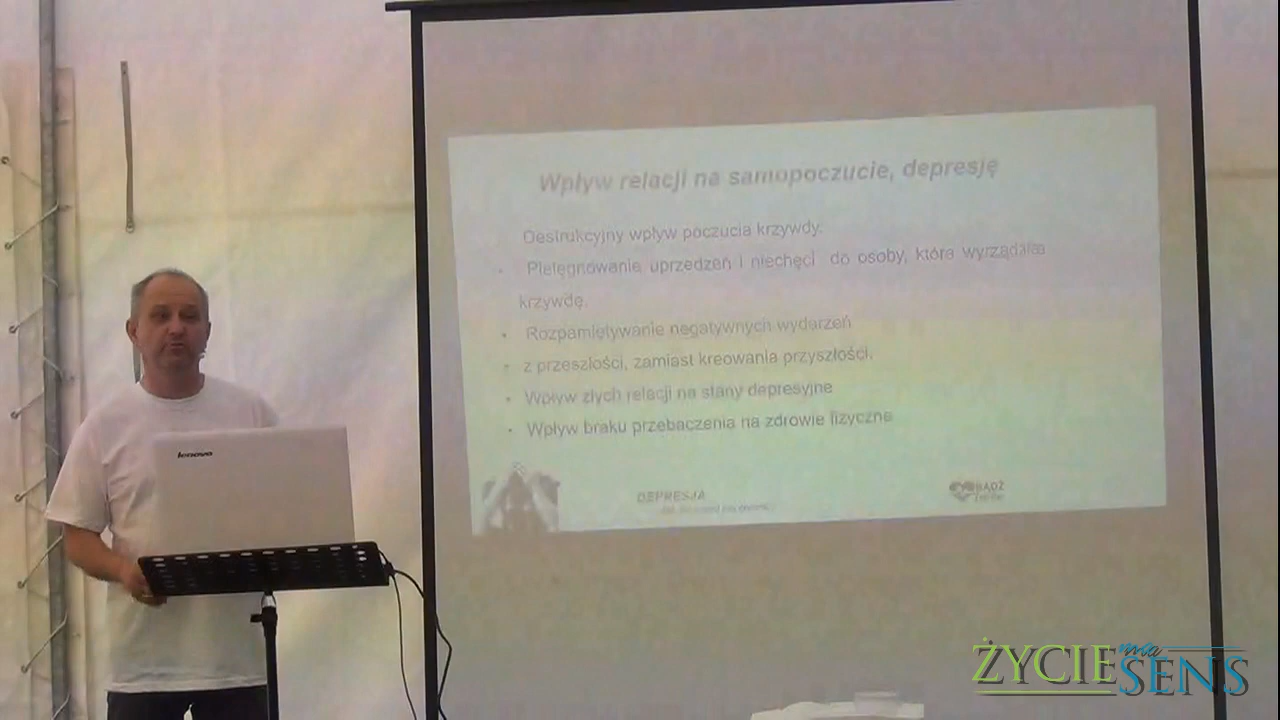 Wpływ relacji na samopoczucie, depresję
Destrukcyjny wpływ poczucia krzywdy.
• Pielęgnowanie uprzedzeń i niechęci do osoby, która wyrządziła
krzywdę.
• Rozpamiętywanie negatywnych wydarzeń
• z przeszłości, zamiast kreowania przyszłości.
• Wpływ złych relacji na stany depresyjne
• Wpływ braku przebaczenia na zdrowie fizyczne
DEPRESJA
BĄDŹ
lenovo
ŻYCIE ma SENS